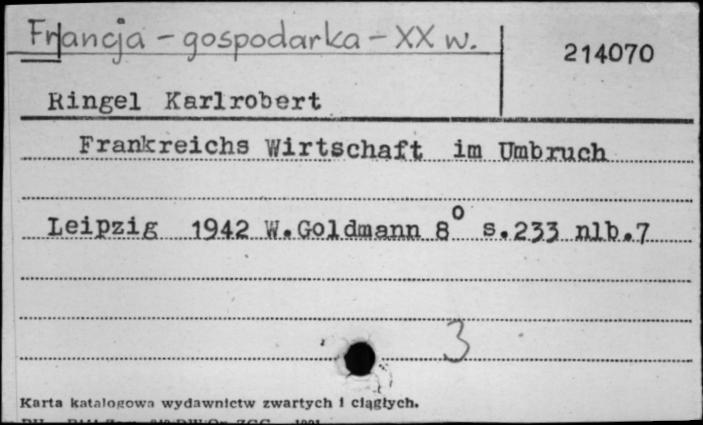 Francja - gospodarka - XX w.
214070
Ringel Karlrobert
Frankreichs Wirtschaft im Umbruch
Leipzig 1942 W.Goldmann 8° s.233 nlb.7
3
Karta katalogowa wydawnictw zwartych i ciągłych.